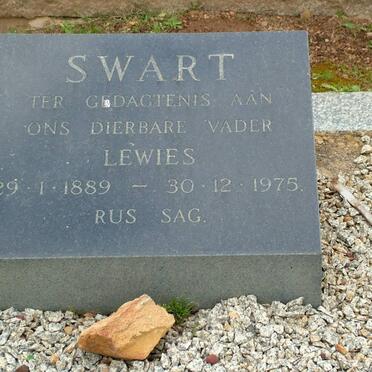 SWART
TER GEDAGTENIS AAN
ONS DIERBARE VADER
LEWIES
29·1·1889 — 30·12·1975.
RUS SAG.